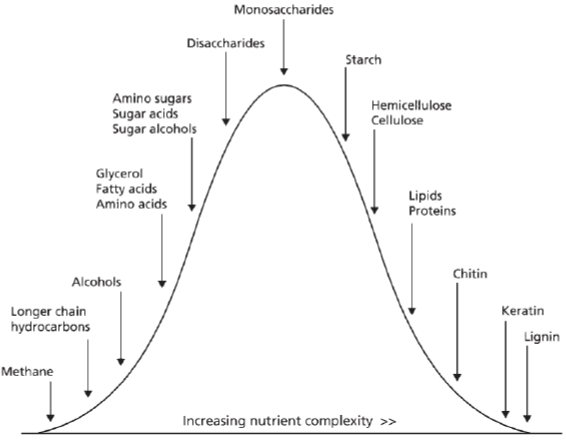 Monosaccharides
Disaccharides
Starch
Amino sugars
Sugar acids
Sugar alcohols
Hemicellulose
Cellulose
Glycerol
Fatty acids
Amino acids
Lipids
Proteins
Alcohols
Chitin
Longer chain
hydrocarbons
Keratin
Lignin
Methane
Increasing nutrient complexity >>